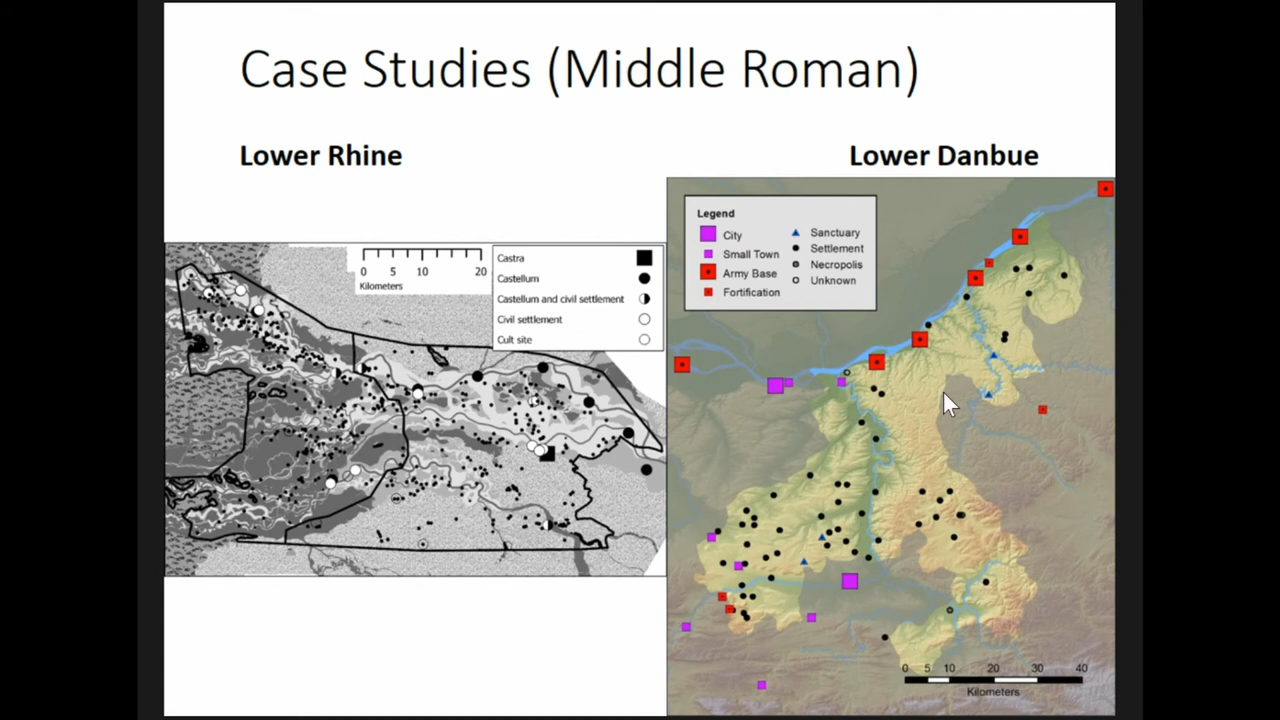 Case Studies (Middle Roman)
Lower Rhine
Lower Danbue
0 5 10 20
Kilometers
Castra
Castellum
Castellum and civil settlement
Civil settlement
Cult site
Legend
City
Small Town
Army Base
Fortification
Sanctuary
Settlement
Necropolis
Unknown
0 5 10 20 30 40
Kilometers